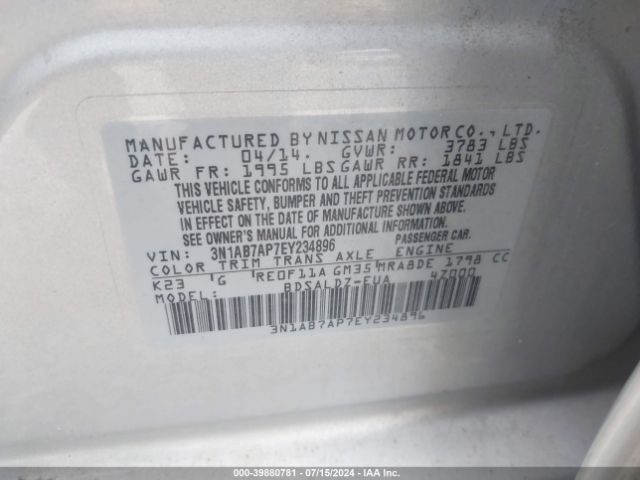 MANUFACTURED BY NISSAN MOTOR CO., LTD.
DATE: 04/14. GVWR: 3783 LBS
GAWR FR: 1995 LBS GAWR RR: 1841 LBS
THIS VEHICLE CONFORMS TO ALL APPLICABLE FEDERAL MOTOR
VEHICLE SAFETY, BUMPER AND THEFT PREVENTION STANDARDS
IN EFFECT ON THE DATE OF MANUFACTURE SHOWN ABOVE.
SEE OWNER'S MANUAL FOR ADDITIONAL INFORMATION
VIN: 3N1AB7AP7EY234896 PASSENGER CAR.
COLOR TRIM TRANS AXLE ENGINE
K23 'G 'RE0F11A GM35 'MRA8DE 1798 CC
MODEL: BDSALDZ-EUA 4Z000
3N1AB7AP7EY234896
000-39880781 - 07/15/2024 - IAA Inc.